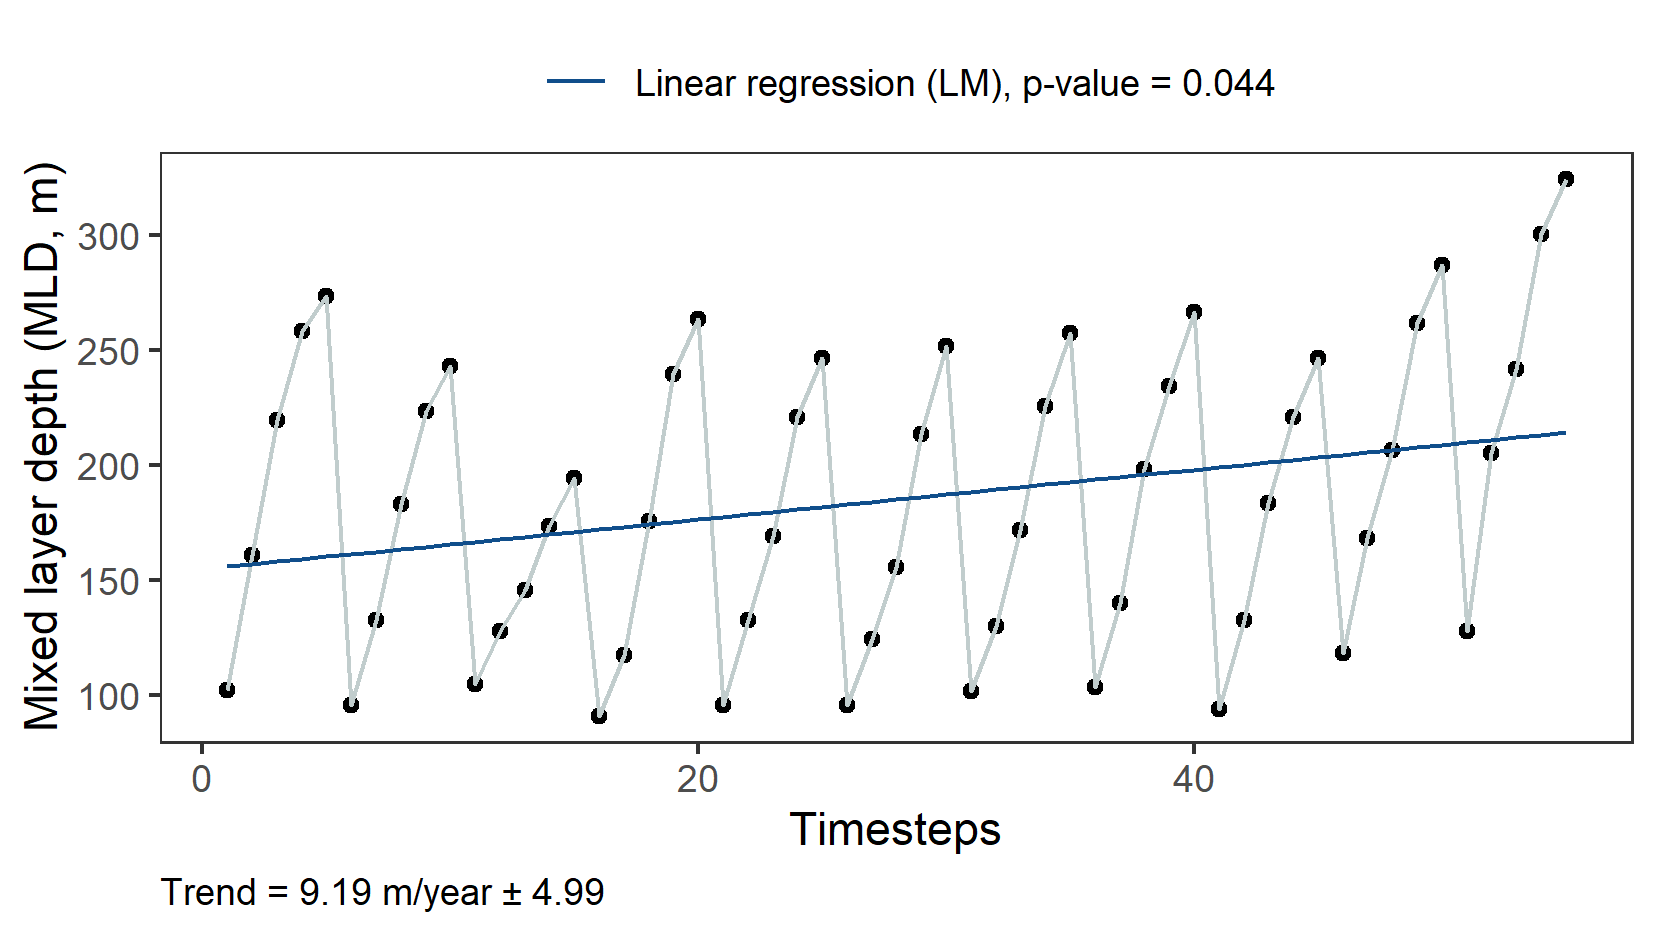 Linear regression (LM), p-value = 0.044
Mixed layer depth (MLD, m)
300
250
200
150
100
0 20 40
Timesteps
Trend = 9.19 m/year ± 4.99